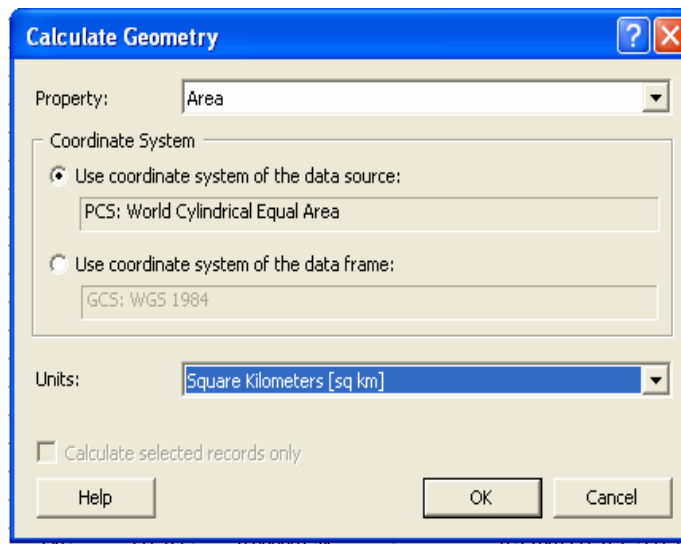 Calculate Geometry
Property: Area
Coordinate System
Use coordinate system of the data source:
PCS: World Cylindrical Equal Area
Use coordinate system of the data frame:
GCS: WGS 1984
Units: Square Kilometers [sq km]
Calculate selected records only
Help OK Cancel